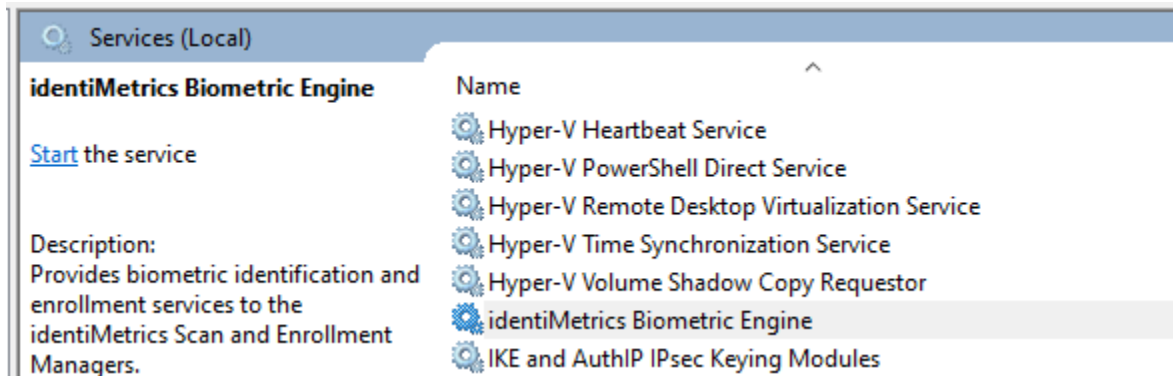 Services (Local)
identiMetrics Biometric Engine
Start the service
Description:
Provides biometric identification and
enrollment services to the
identiMetrics Scan and Enrollment
Managers.
Name
Hyper-V Heartbeat Service
Hyper-V PowerShell Direct Service
Hyper-V Remote Desktop Virtualization Service
Hyper-V Time Synchronization Service
Hyper-V Volume Shadow Copy Requestor
identiMetrics Biometric Engine
IKE and AuthIP IPsec Keying Modules